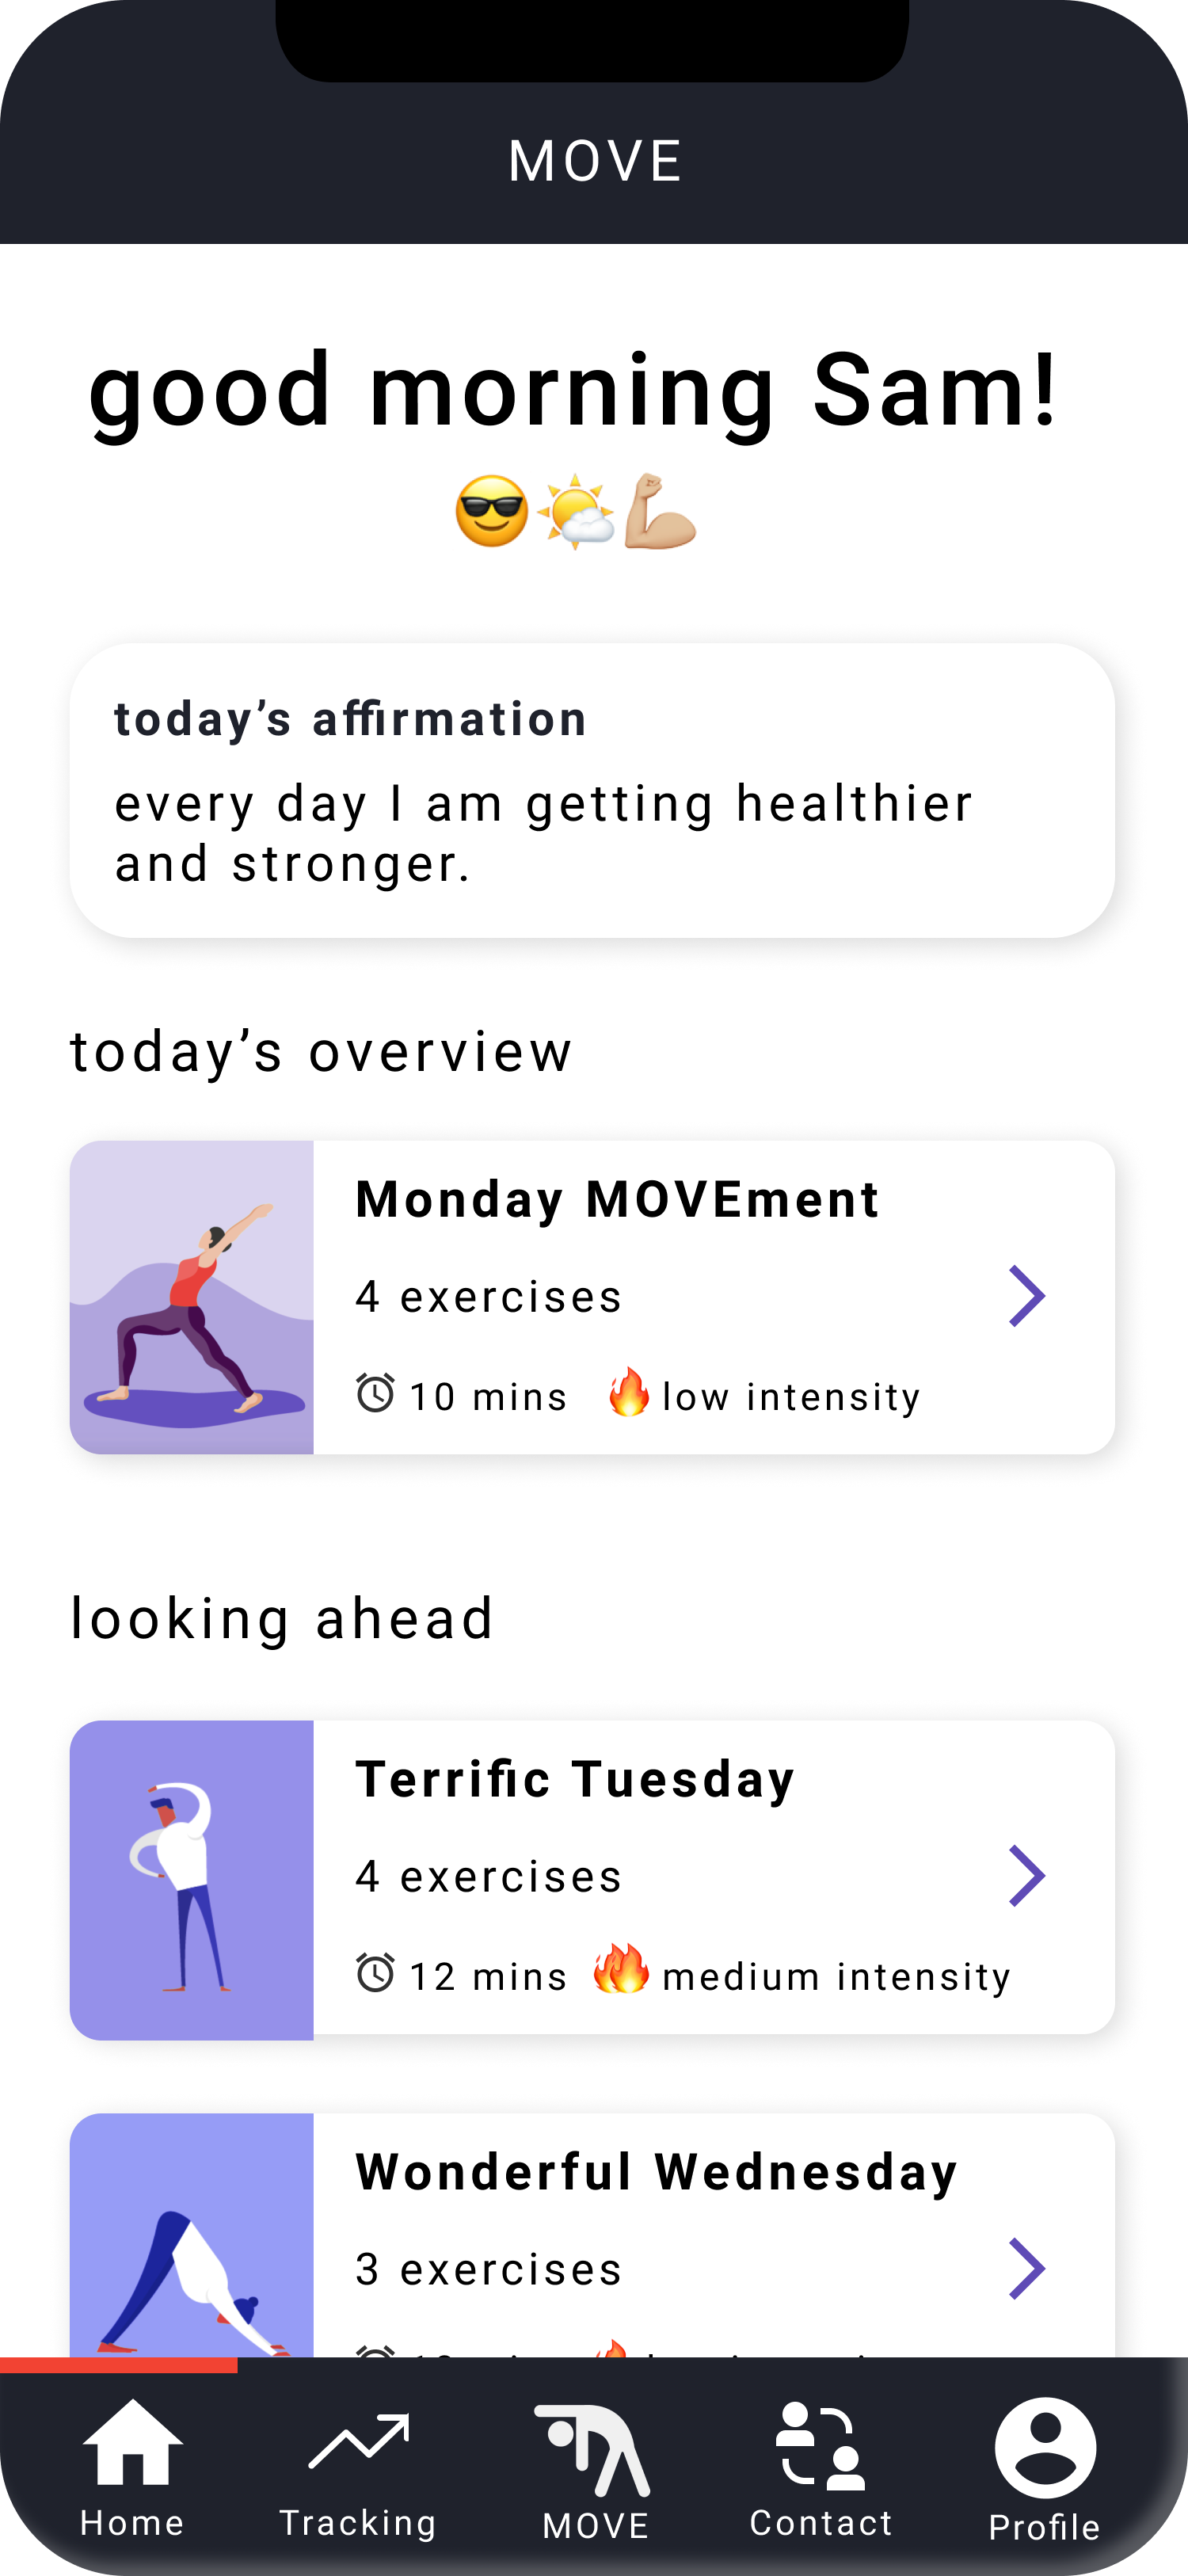 MOVE
good morning Sam!
😎🌤💪🏼
today’s affirmation
every day I am getting healthier
and stronger.
today’s overview
Monday MOVEment
4 exercises
10 mins 🔥 low intensity
looking ahead
Terrific Tuesday
4 exercises
12 mins 🔥🔥 medium intensity
Wonderful Wednesday
3 exercises
Home Tracking MOVE Contact Profile